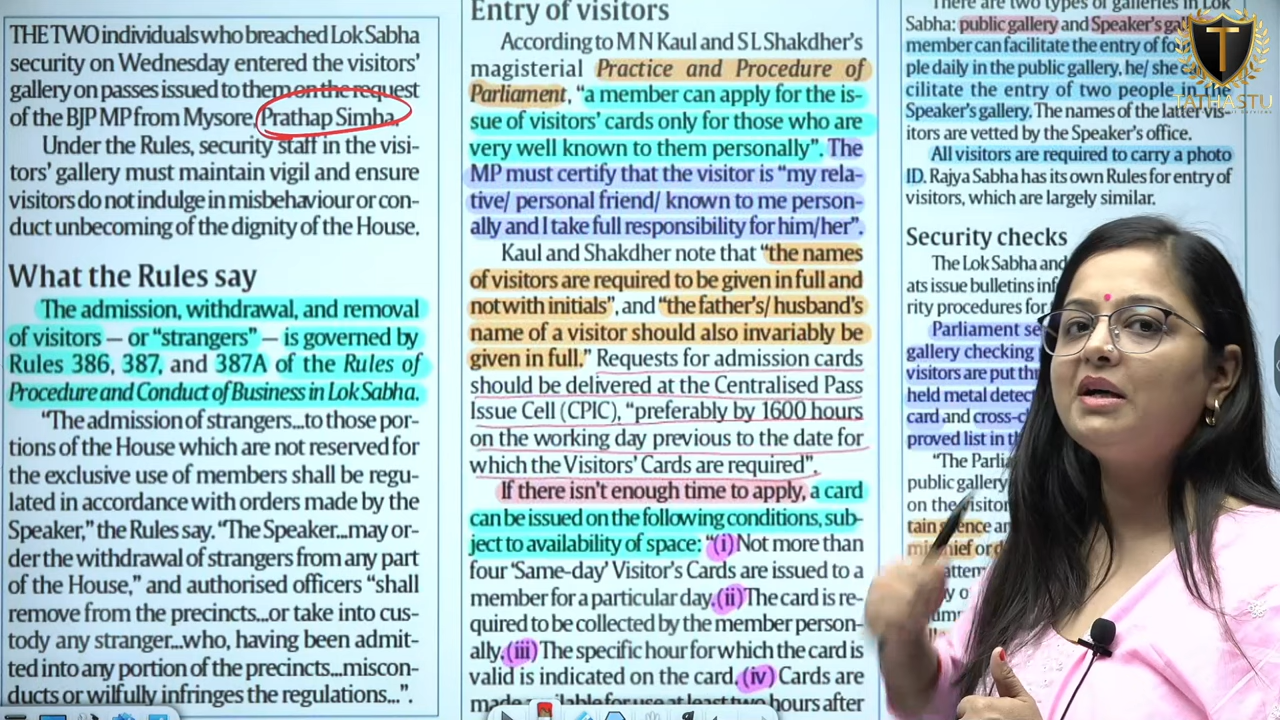 THE TWO individuals who breached Lok Sabha
security on Wednesday entered the visitors'
gallery on passes issued to them on the request
of the BJP MP from Mysore, Prathap Simha.
Under the Rules, security staff in the visi-
tors' gallery must maintain vigil and ensure
visitors do not indulge in misbehaviour or con-
duct unbecoming of the dignity of the House.
What the Rules say
The admission, withdrawal, and removal
of visitors — or "strangers" — is governed by
Rules 386, 387, and 387A of the Rules of
Procedure and Conduct of Business in Lok Sabha.
"The admission of strangers...to those por-
tions of the House which are not reserved for
the exclusive use of members shall be regu-
lated in accordance with orders made by the
Speaker," the Rules say. "The Speaker...may or-
der the withdrawal of strangers from any part
of the House," and authorised officers "shall
remove from the precincts...or take into cus-
tody any stranger...who, having been admit-
ted into any portion of the precincts...miscon-
ducts or wilfully infringes the regulations...".
Entry of visitors
According to M N Kaul and S L Shakdher's
magisterial Practice and Procedure of
Parliament, "a member can apply for the is-
sue of visitors' cards only for those who are
very well known to them personally". The
MP must certify that the visitor is "my rela-
tive/ personal friend/ known to me person-
ally and I take full responsibility for him/her".
Kaul and Shakdher note that "the names
of visitors are required to be given in full and
not with initials", and "the father's/ husband's
name of a visitor should also invariably be
given in full." Requests for admission cards
should be delivered at the Centralised Pass
Issue Cell (CPIC), "preferably by 1600 hours
on the working day previous to the date for
which the Visitors' Cards are required".
If there isn't enough time to apply, a card
can be issued on the following conditions, sub-
ject to availability of space: "(i) Not more than
four 'Same-day' Visitor's Cards are issued to a
member for a particular day. (ii) The card is re-
quired to be collected by the member person-
ally. (iii) The specific hour for which the card is
valid is indicated on the card. (iv) Cards are
made available for use at least two hours after
There are two types of galleries in Lok
Sabha: public gallery and Speaker's
member can facilitate the entry of
ple daily in the public gallery, he/ she
cilitate the entry of two people in the
Speaker's gallery. The names of the latter vis-
itors are vetted by the Speaker's office.
All visitors are required to carry a photo
ID. Rajya Sabha has its own Rules for entry of
visitors, which are largely similar.
Security checks
The Lok Sabha and
ats issue bulletins
rity procedures for
Parliament
gallery checking
visitors are put
held metal
card and
proved list in
"The
public gallery
on the visitor
tain silence
mischief or
T
TATHASTU